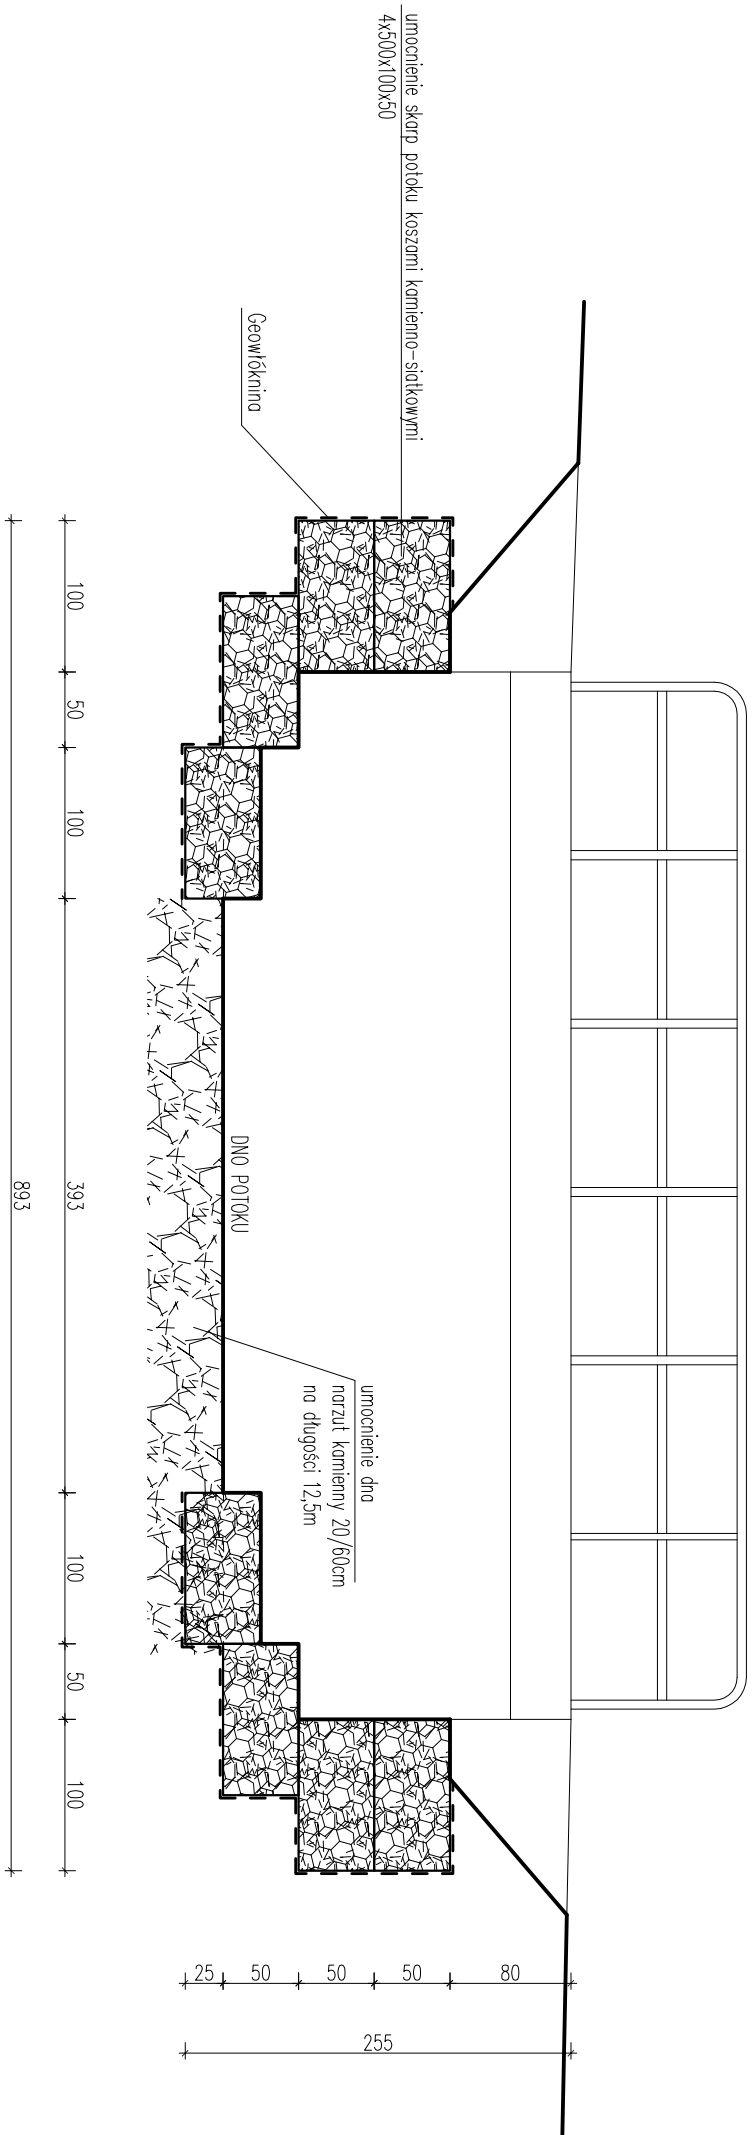 umocnienie skarp potoku koszami kamienno-siatkowymi
4x500x100x50
Geowłóknina
DNO POTOKU
umocnienie dna
narzut kamienny 20/60cm
na długości 12,5m
100
50
100
393
100
50
100
893
25
50
50
50
80
255